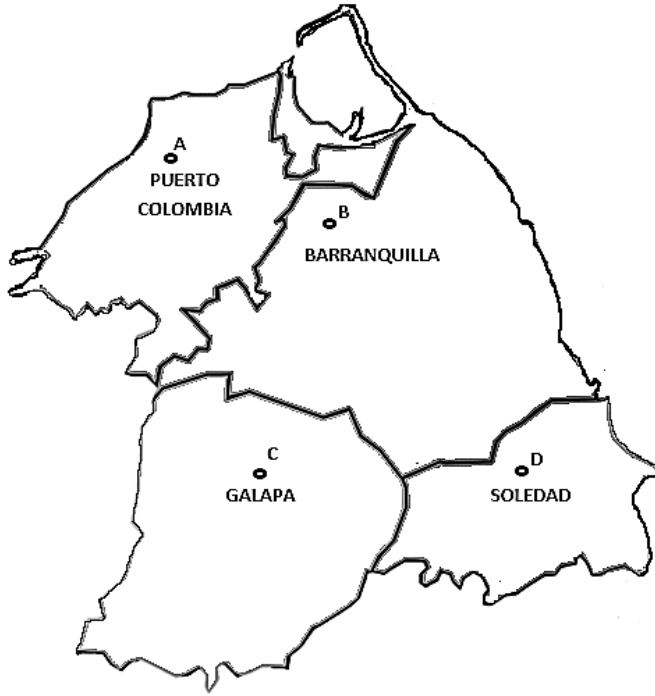 A
PUERTO
COLOMBIA
B
BARRANQUILLA
C
GALAPA
D
SOLEDAD